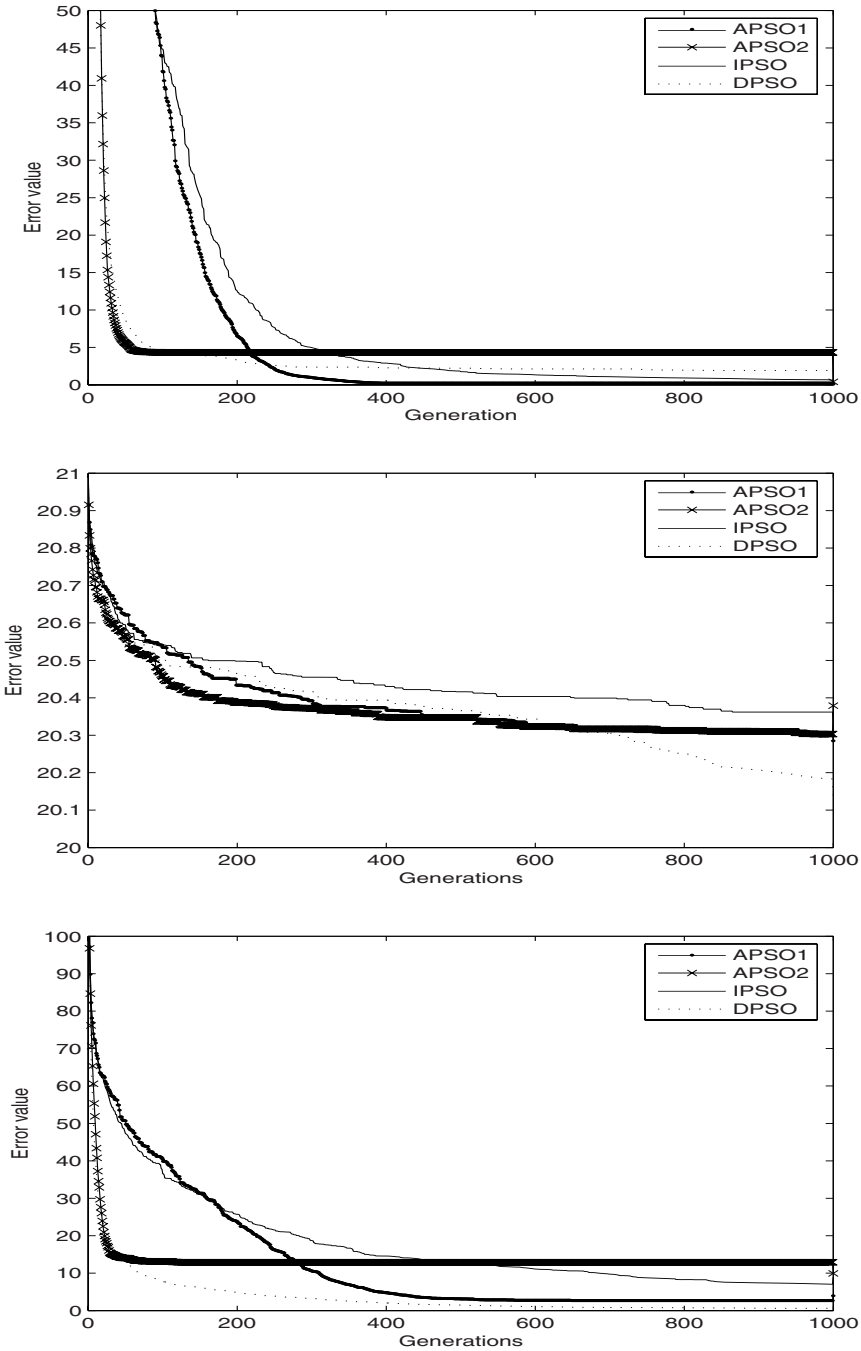 50
45
40
35
30
25
20
15
10
5
0
Error value
APSO1
APSO2
IPSO
DPSO
0 200 400 600 800 1000
Generation
21
20.9
20.8
20.7
20.6
20.5
20.4
20.3
20.2
20.1
20
Error value
APSO1
APSO2
IPSO
DPSO
0 200 400 600 800 1000
Generations
100
90
80
70
60
50
40
30
20
10
0
Error value
APSO1
APSO2
IPSO
DPSO
0 200 400 600 800 1000
Generations